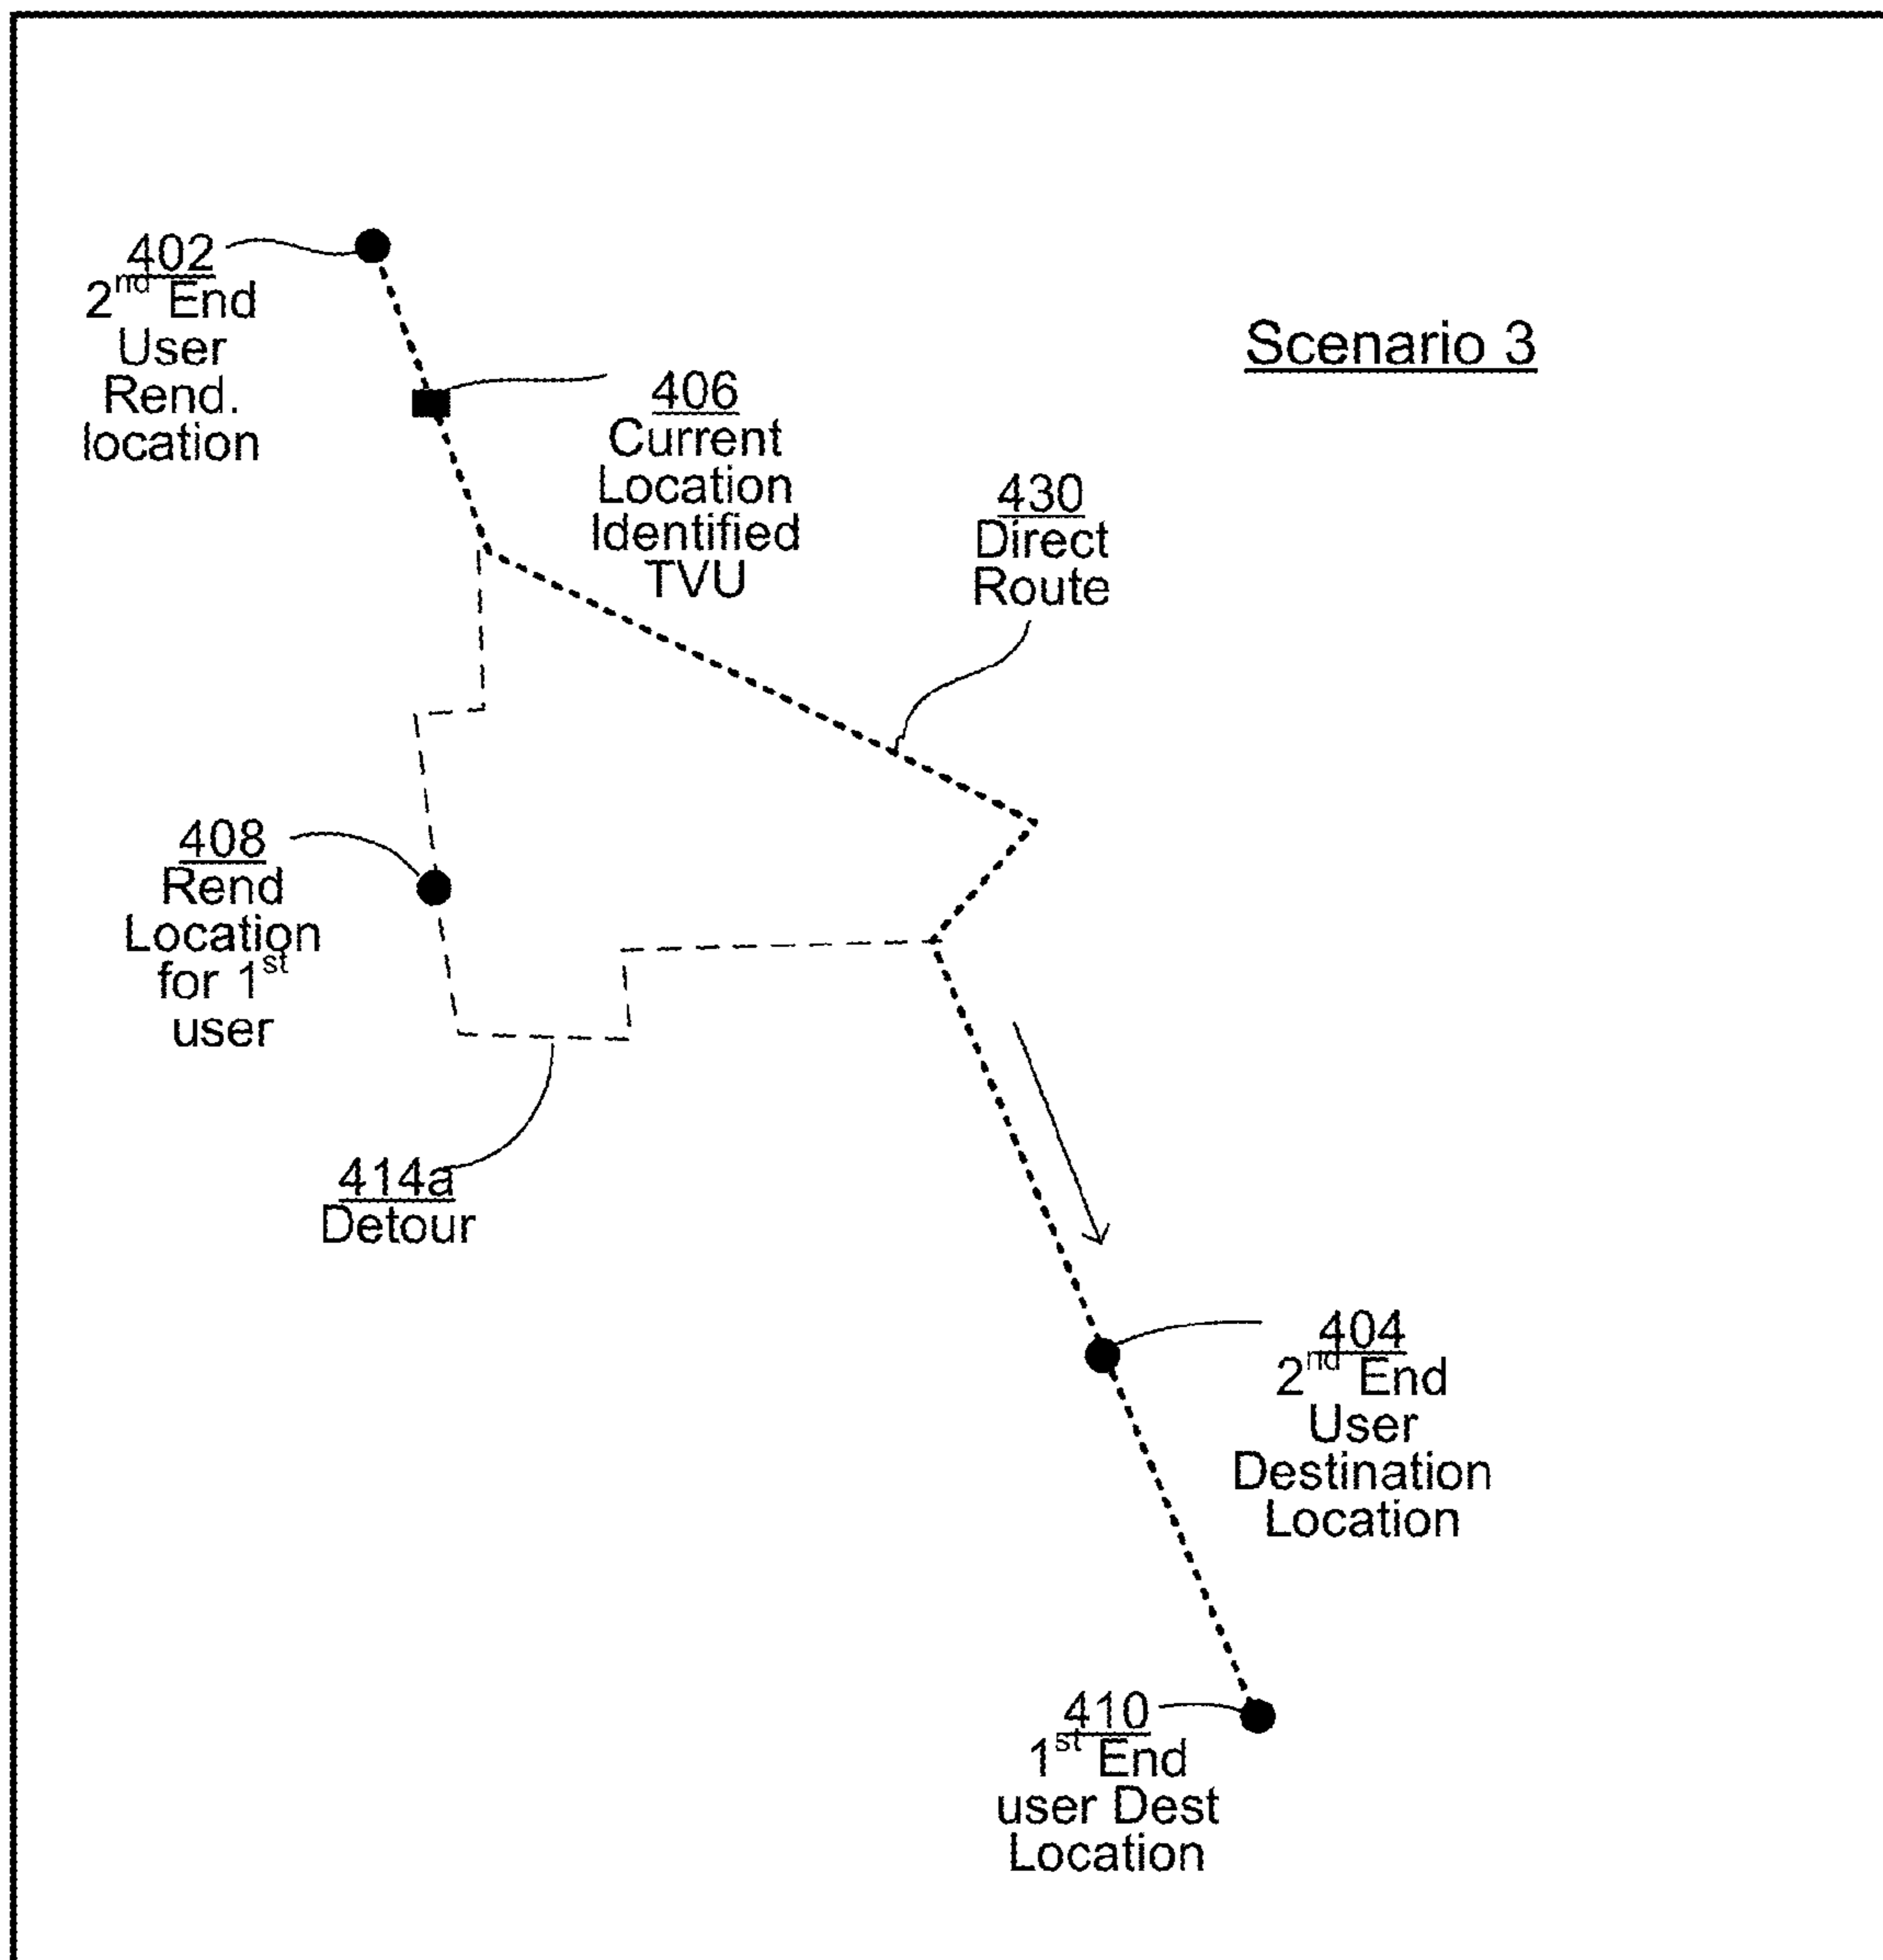 Scenario 3
402
2nd End
User
Rend.
location
406
Current
Location
Identified
TVU
430
Direct
Route
408
Rend
Location
for 1st
user
414a
Detour
404
2nd End
User
Destination
Location
410
1st End
user Dest
Location